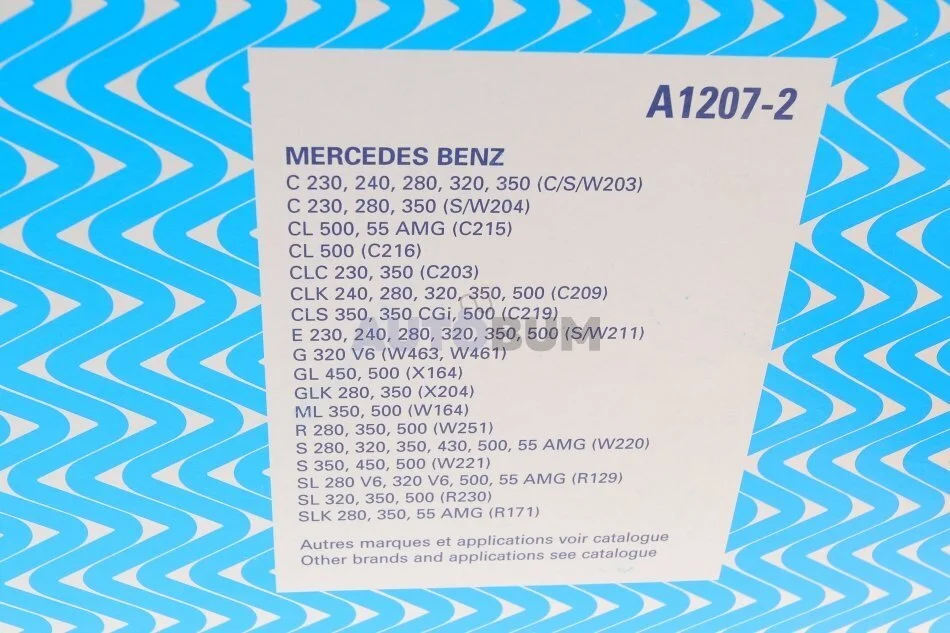 A1207-2
MERCEDES BENZ
C 230, 240, 280, 320, 350 (C/S/W203)
C 230, 280, 350 (S/W204)
CL 500, 55 AMG (C215)
CL 500 (C216)
CLC 230, 350 (C203)
CLK 240, 280, 320, 350, 500 (C209)
CLS 350, 350 CGi, 500 (C219)
AUTOBUM
E 230, 240, 280, 320, 350, 500 (S/W211)
G 320 V6 (W463, W461)
GL 450, 500 (X164)
GLK 280, 350 (X204)
ML 350, 500 (W164)
R 280, 350, 500 (W251)
S 280, 320, 350, 430, 500, 55 AMG (W220)
S 350, 450, 500 (W221)
SL 280 V6, 320 V6, 500, 55 AMG (R129)
SL 320, 350, 500 (R230)
SLK 280, 350, 55 AMG (R171)
Autres marques et applications voir catalogue
Other brands and applications see catalogue